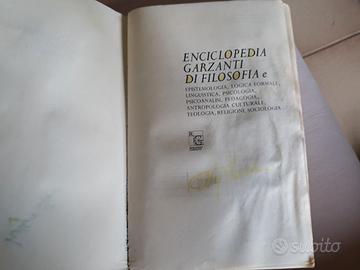 ENCICLOPEDIA
GARZANTI
DI FILOSOFIA e
EPISTEMOLOGIA, LOGICA FORMALE,
LINGUISTICA, PSICOLOGIA,
PSICOANALISI, PEDAGOGIA,
ANTROPOLOGIA CULTURALE,
TEOLOGIA, RELIGIONI, SOCIOLOGIA
subito